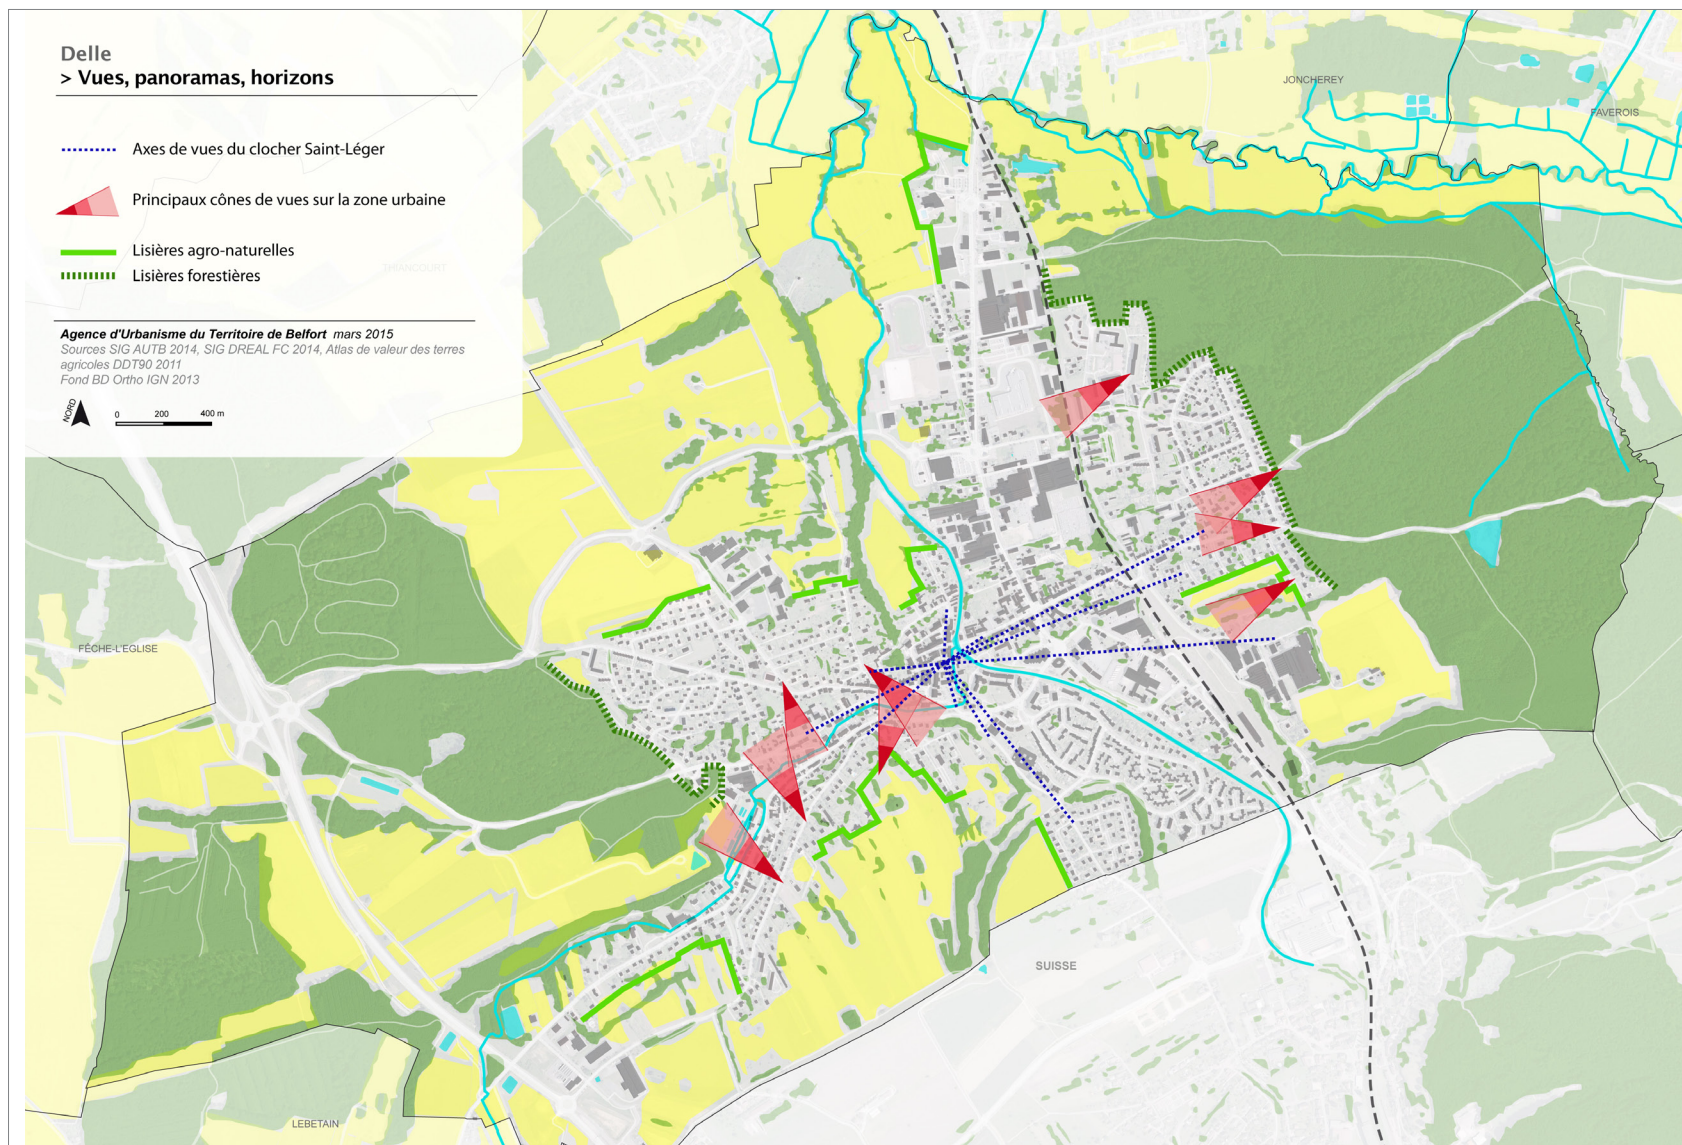 Delle
> Vues, panoramas, horizons
Axes de vues du clocher Saint-Léger
Principaux cônes de vues sur la zone urbaine
Lisières agro-naturelles
THIANCOURT
Lisières forestières
Agence d'Urbanisme du Territoire de Belfort mars 2015
Sources SIG AUTB 2014, SIG DREAL FC 2014, Atlas de valeur des terres
agricoles DDT90 2011
Fond BD Ortho IGN 2013
NORD
0 200 400 m
JONCHEREY
FAVEROIS
FÊCHE-L'EGLISE
SUISSE
LEBETAIN